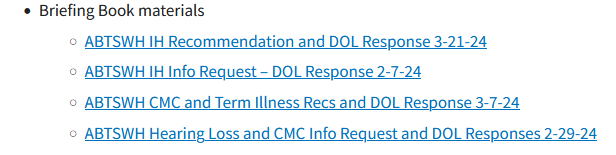 Briefing Book materials
ABTSWH IH Recommendation and DOL Response 3-21-24
ABTSWH IH Info Request – DOL Response 2-7-24
ABTSWH CMC and Term Illness Recs and DOL Response 3-7-24
ABTSWH Hearing Loss and CMC Info Request and DOL Responses 2-29-24